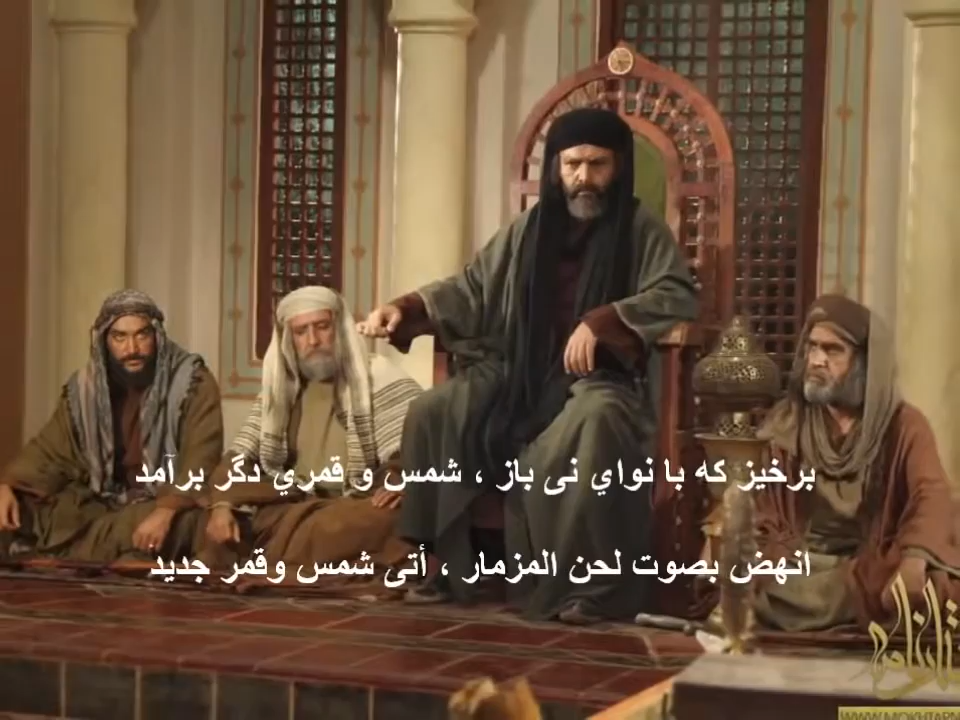 برخيز که با نواي نی باز ، شمس و قمري دگر برآمد
انهض بصوت لحن المزمار ، أتى شمس وقمر جديد